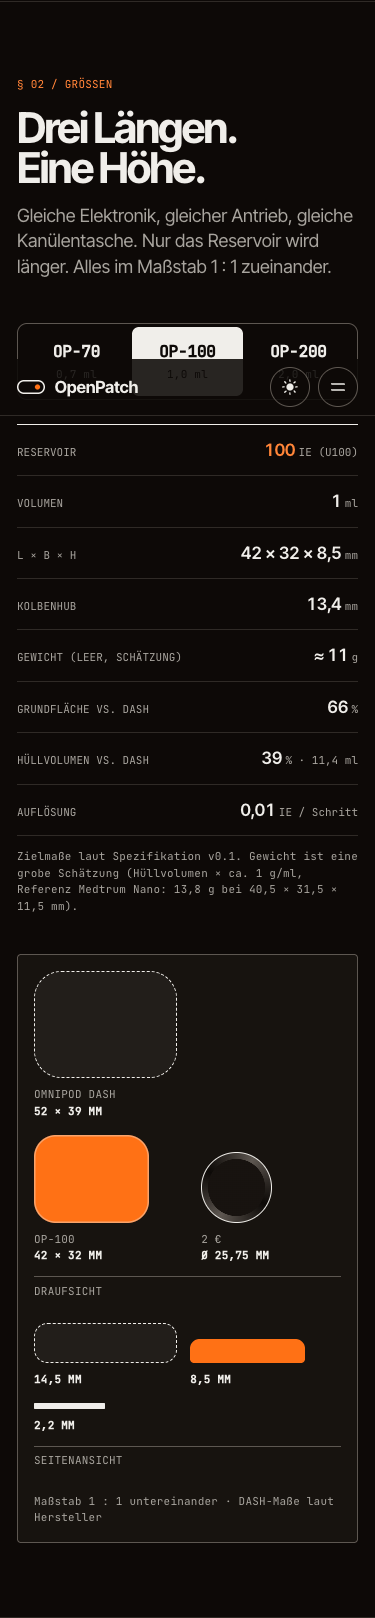 § 02 / GRÖSSEN
Drei Längen.
Eine Höhe.
Gleiche Elektronik, gleicher Antrieb, gleiche
Kanülentasche. Nur das Reservoir wird
länger. Alles im Maßstab 1 : 1 zueinander.
OP-70 OP-100 OP-200
0,7 ml 1,0 ml ml
OpenPatch
RESERVOIR 100 IE (U100)
VOLUMEN 1 ml
L × B × H 42 × 32 × 8,5 mm
KOLBENHUB 13,4 mm
GEWICHT (LEER, SCHÄTZUNG) ≈ 11 g
GRUNDFLÄCHE VS. DASH 66 %
HÜLLVOLUMEN VS. DASH 39 % · 11,4 ml
AUFLÖSUNG 0,01 IE / Schritt
Zielmaße laut Spezifikation v0.1. Gewicht ist eine
grobe Schätzung (Hüllvolumen × ca. 1 g/ml,
Referenz Medtrum Nano: 13,8 g bei 40,5 × 31,5 ×
11,5 mm).
OMNIPOD DASH
52 × 39 MM
OP-100 2 €
42 × 32 MM Ø 25,75 MM
DRAUFSICHT
14,5 MM 8,5 MM
2,2 MM
SEITENANSICHT
Maßstab 1 : 1 untereinander · DASH-Maße laut
Hersteller